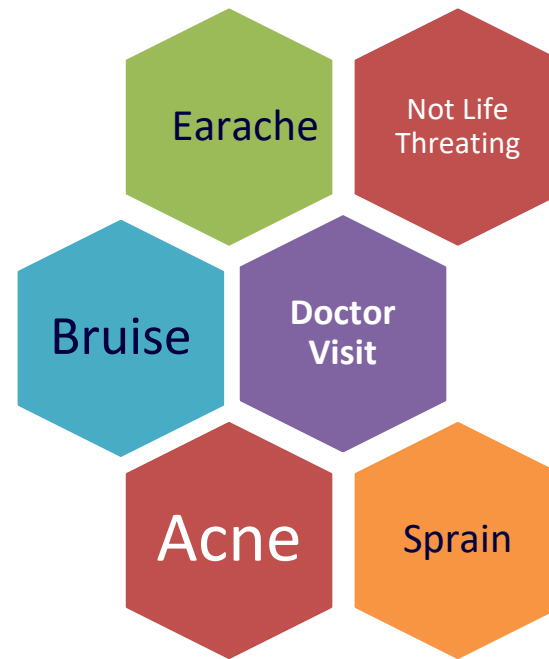 Earache
Not Life
Threating
Bruise
Doctor
Visit
Acne
Sprain